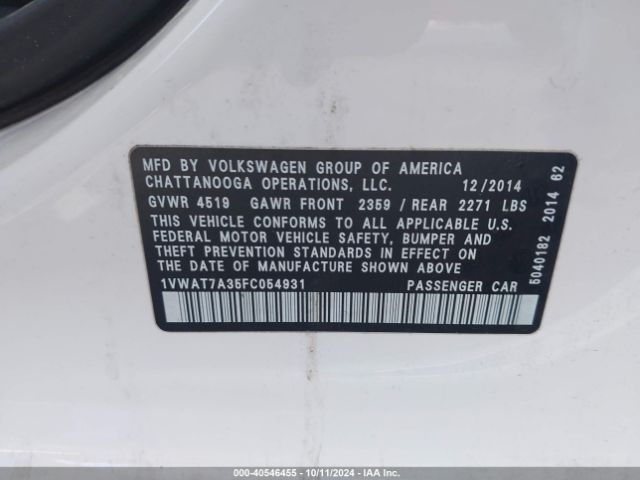 MFD BY VOLKSWAGEN GROUP OF AMERICA
CHATTANOOGA OPERATIONS, LLC. 12/2014
GVWR 4519 GAWR FRONT 2359 / REAR 2271 LBS
THIS VEHICLE CONFORMS TO ALL APPLICABLE U.S.
FEDERAL MOTOR VEHICLE SAFETY, BUMPER AND
THEFT PREVENTION STANDARDS IN EFFECT ON
THE DATE OF MANUFACTURE SHOWN ABOVE
1VWAT7A35FC054931 PASSENGER CAR
5040182 2014 62
000-40546455 - 10/11/2024 - IAAI Inc.